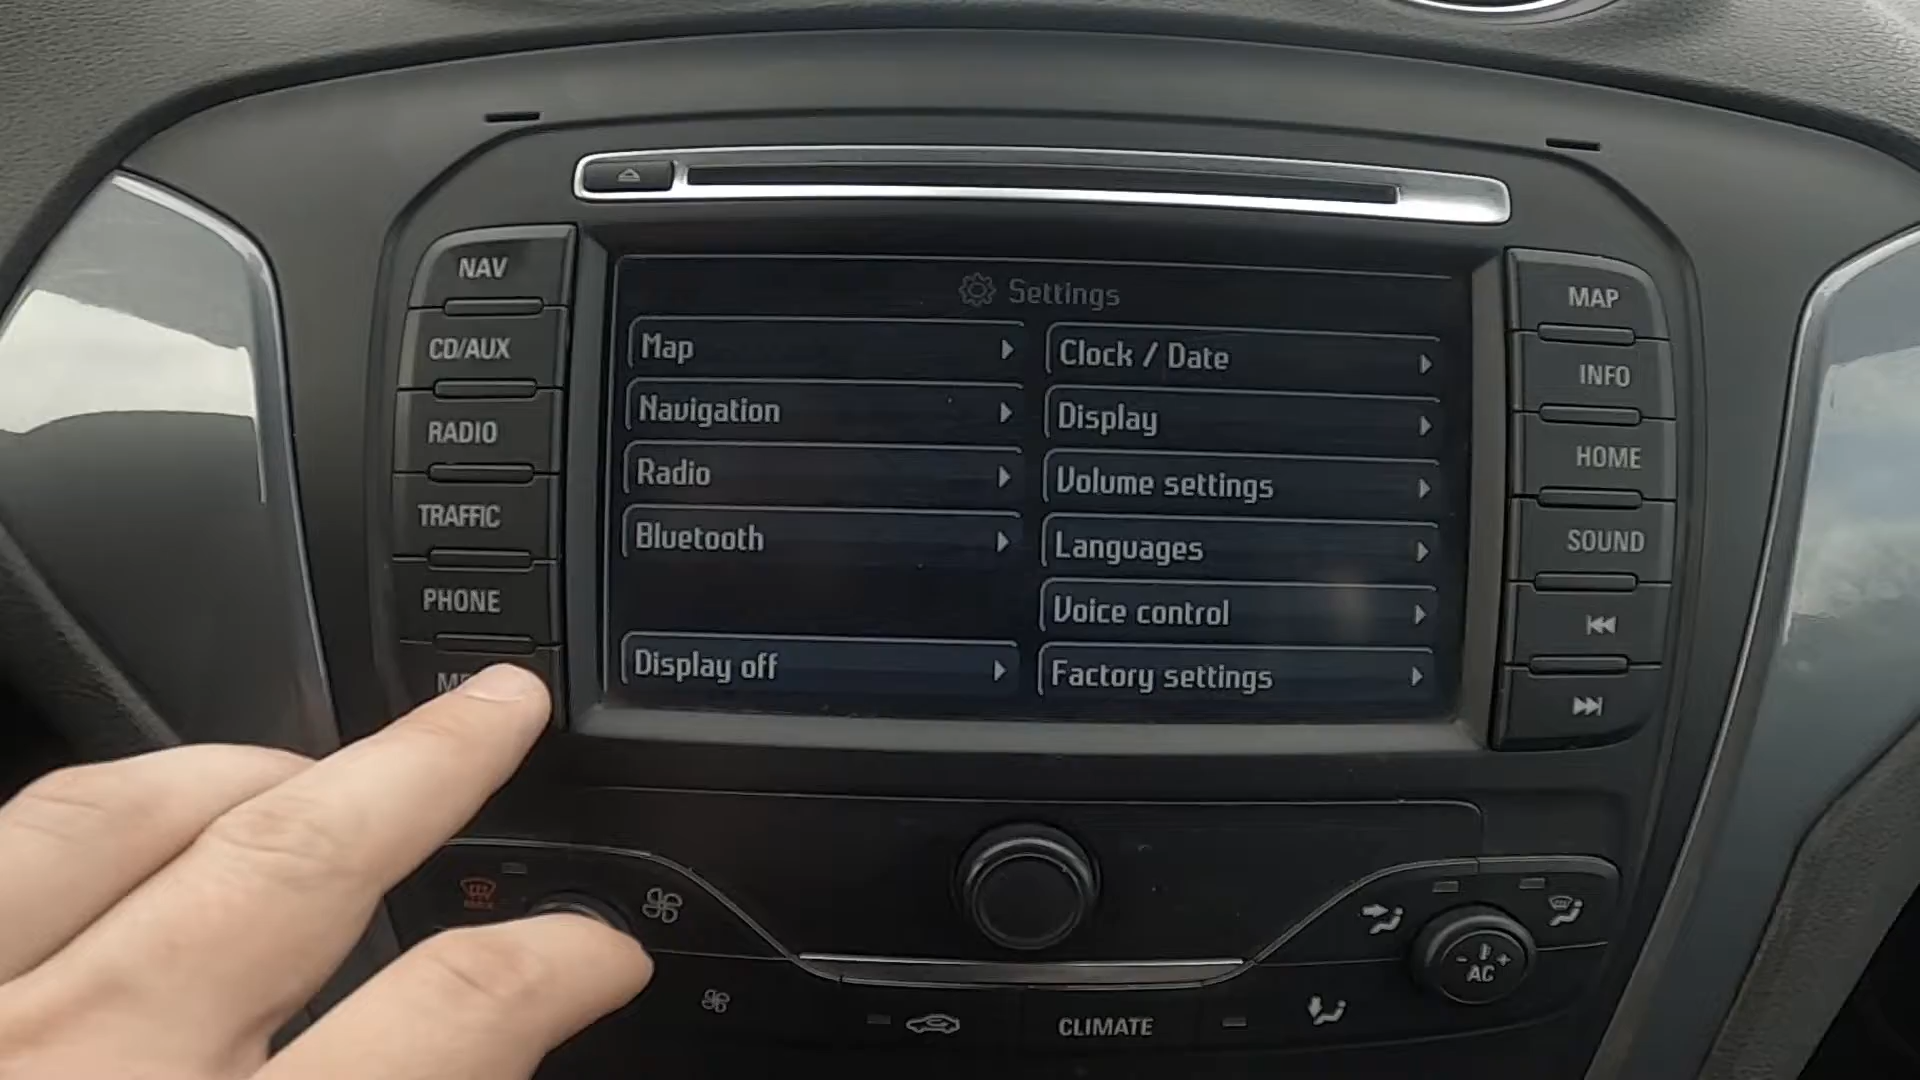 NAV
CD/AUX
RADIO
TRAFFIC
PHONE
Settings
Map
Navigation
Radio
Bluetooth
Display off
Clock / Date
Display
Volume settings
Languages
Voice control
Factory settings
MAP
INFO
HOME
SOUND
MAX
- +
AC
CLIMATE